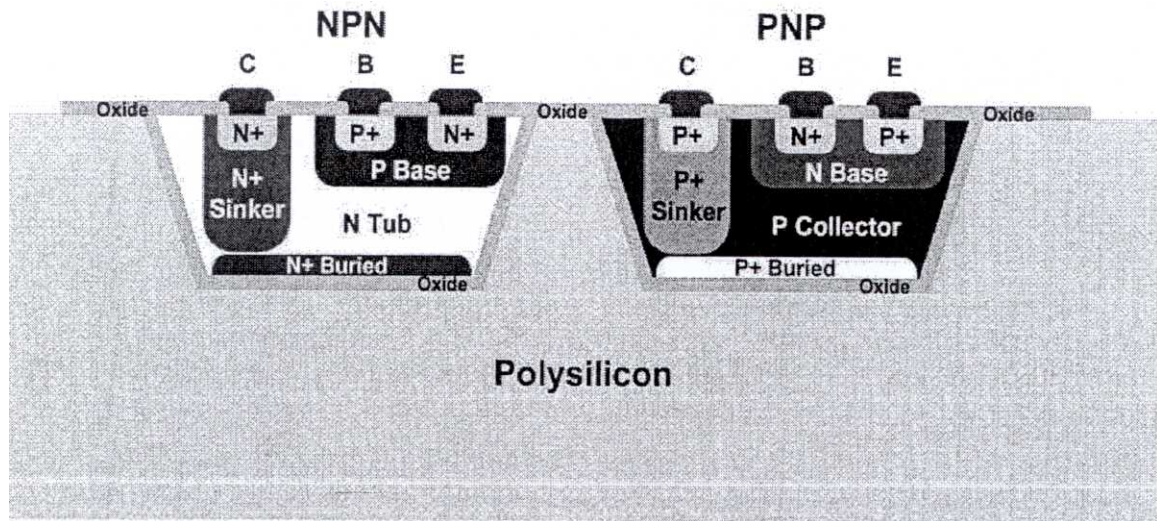 NPN
PNP
C B E
C B E
Oxide
Oxide
Oxide
N+ P+ N+
P+ N+ P+
P Base
N Base
N+
Sinker
P+
Sinker
N Tub
P Collector
N+ Buried
P+ Buried
Oxide
Oxide
Polysilicon